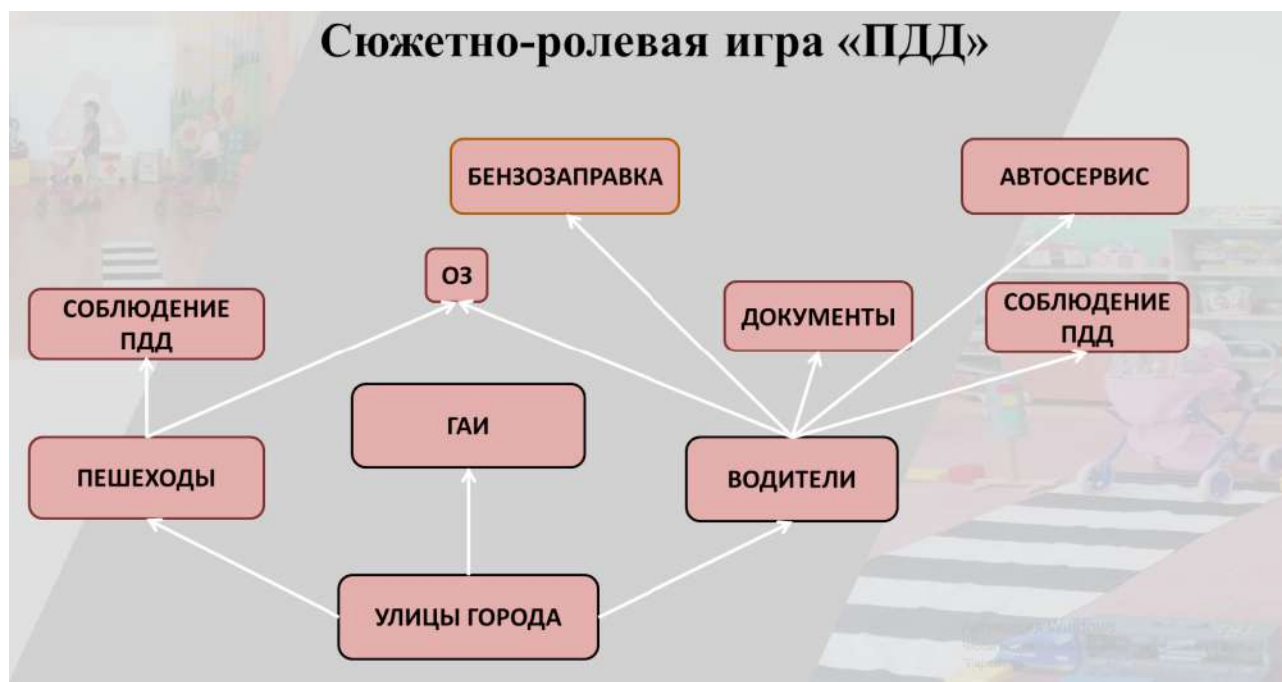 Сюжетно-ролевая игра «ПДД»
БЕНЗОЗАПРАВКА
АВТОСЕРВИС
ОЗ
СОБЛЮДЕНИЕ
ПДД
ДОКУМЕНТЫ
СОБЛЮДЕНИЕ
ПДД
ГАИ
ПЕШЕХОДЫ
ВОДИТЕЛИ
УЛИЦЫ ГОРОДА